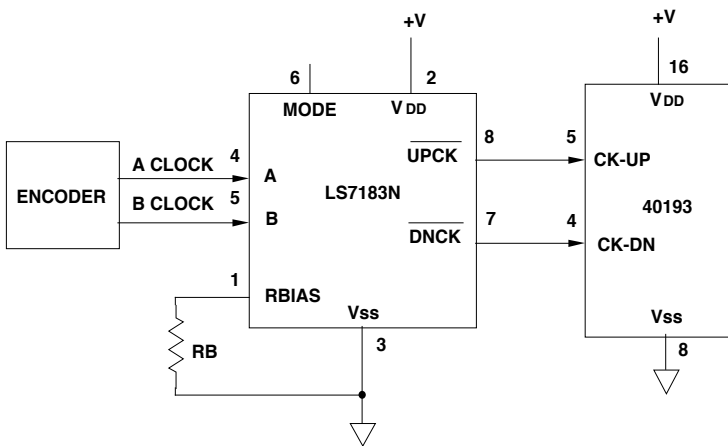 +V
+V
6
2
16
MODE
V DD
VDD
8
5
UPCK
CK-UP
A CLOCK
4
A
ENCODER
LS7183N
40193
B CLOCK
5
B
7
4
DNCK
CK-DN
1
RBIAS
Vss
Vss
3
8
RB